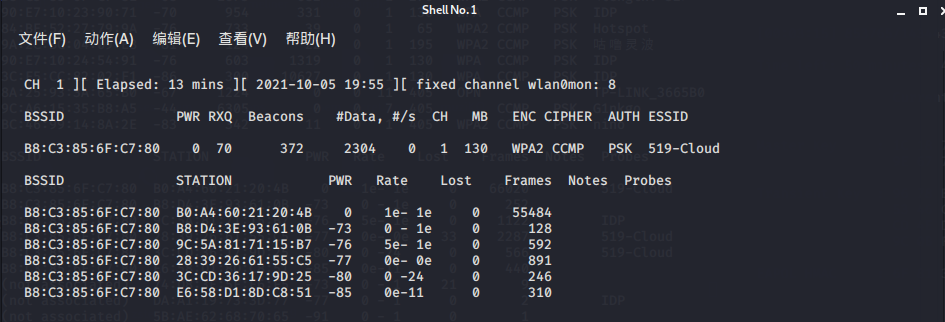 Shell No.1
文件(F) 动作(A) 编辑(E) 查看(V) 帮助(H)
CH 1 ][ Elapsed: 13 mins ][ 2021-10-05 19:55 ][ fixed channel wlan0mon: 8
BSSID PWR RXQ Beacons #Data, #/s CH MB ENC CIPHER AUTH ESSID
B8:C3:85:6F:C7:80 0 70 372 2304 0 1 130 WPA2 CCMP PSK 519-Cloud
BSSID STATION PWR Rate Lost Frames Notes Probes
B8:C3:85:6F:C7:80 B0:A4:60:21:20:4B 0 1e- 1e 0 55484
B8:C3:85:6F:C7:80 B8:D4:3E:93:61:0B -73 0 - 1e 0 128
B8:C3:85:6F:C7:80 9C:5A:81:71:15:B7 -76 5e- 1e 0 592
B8:C3:85:6F:C7:80 28:39:26:61:55:C5 -77 0e- 0e 0 891
B8:C3:85:6F:C7:80 3C:CD:36:17:9D:25 -80 0 -24 0 246
B8:C3:85:6F:C7:80 E6:58:D1:8D:C8:51 -85 0e-11 0 310